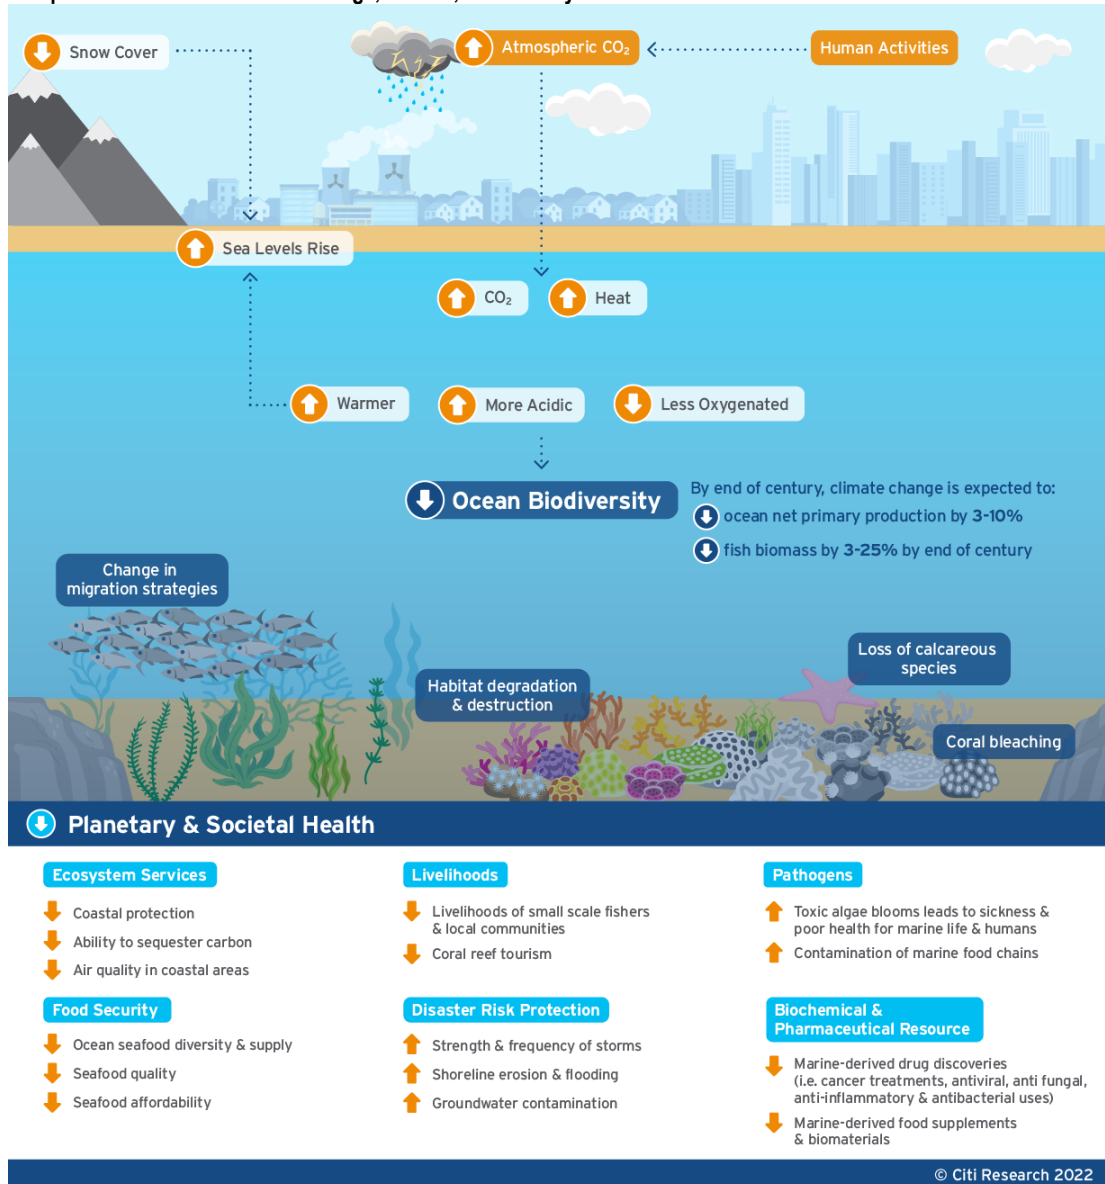 Snow Cover
Atmospheric CO₂
Human Activities
Sea Levels Rise
CO₂
Heat
Warmer
More Acidic
Less Oxygenated
Ocean Biodiversity
By end of century, climate change is expected to:
ocean net primary production by 3-10%
fish biomass by 3-25% by end of century
Change in
migration strategies
Loss of calcareous
species
Habitat degradation
& destruction
Coral bleaching
Planetary & Societal Health
Ecosystem Services
Coastal protection
Ability to sequester carbon
Air quality in coastal areas
Livelihoods
Livelihoods of small scale fishers
& local communities
Coral reef tourism
Pathogens
Toxic algae blooms leads to sickness &
poor health for marine life & humans
Contamination of marine food chains
Food Security
Ocean seafood diversity & supply
Seafood quality
Seafood affordability
Disaster Risk Protection
Strength & frequency of storms
Shoreline erosion & flooding
Groundwater contamination
Biochemical &
Pharmaceutical Resource
Marine-derived drug discoveries
(i.e. cancer treatments, antiviral, anti fungal,
anti-inflammatory & antibacterial uses)
Marine-derived food supplements
& biomaterials
© Citi Research 2022